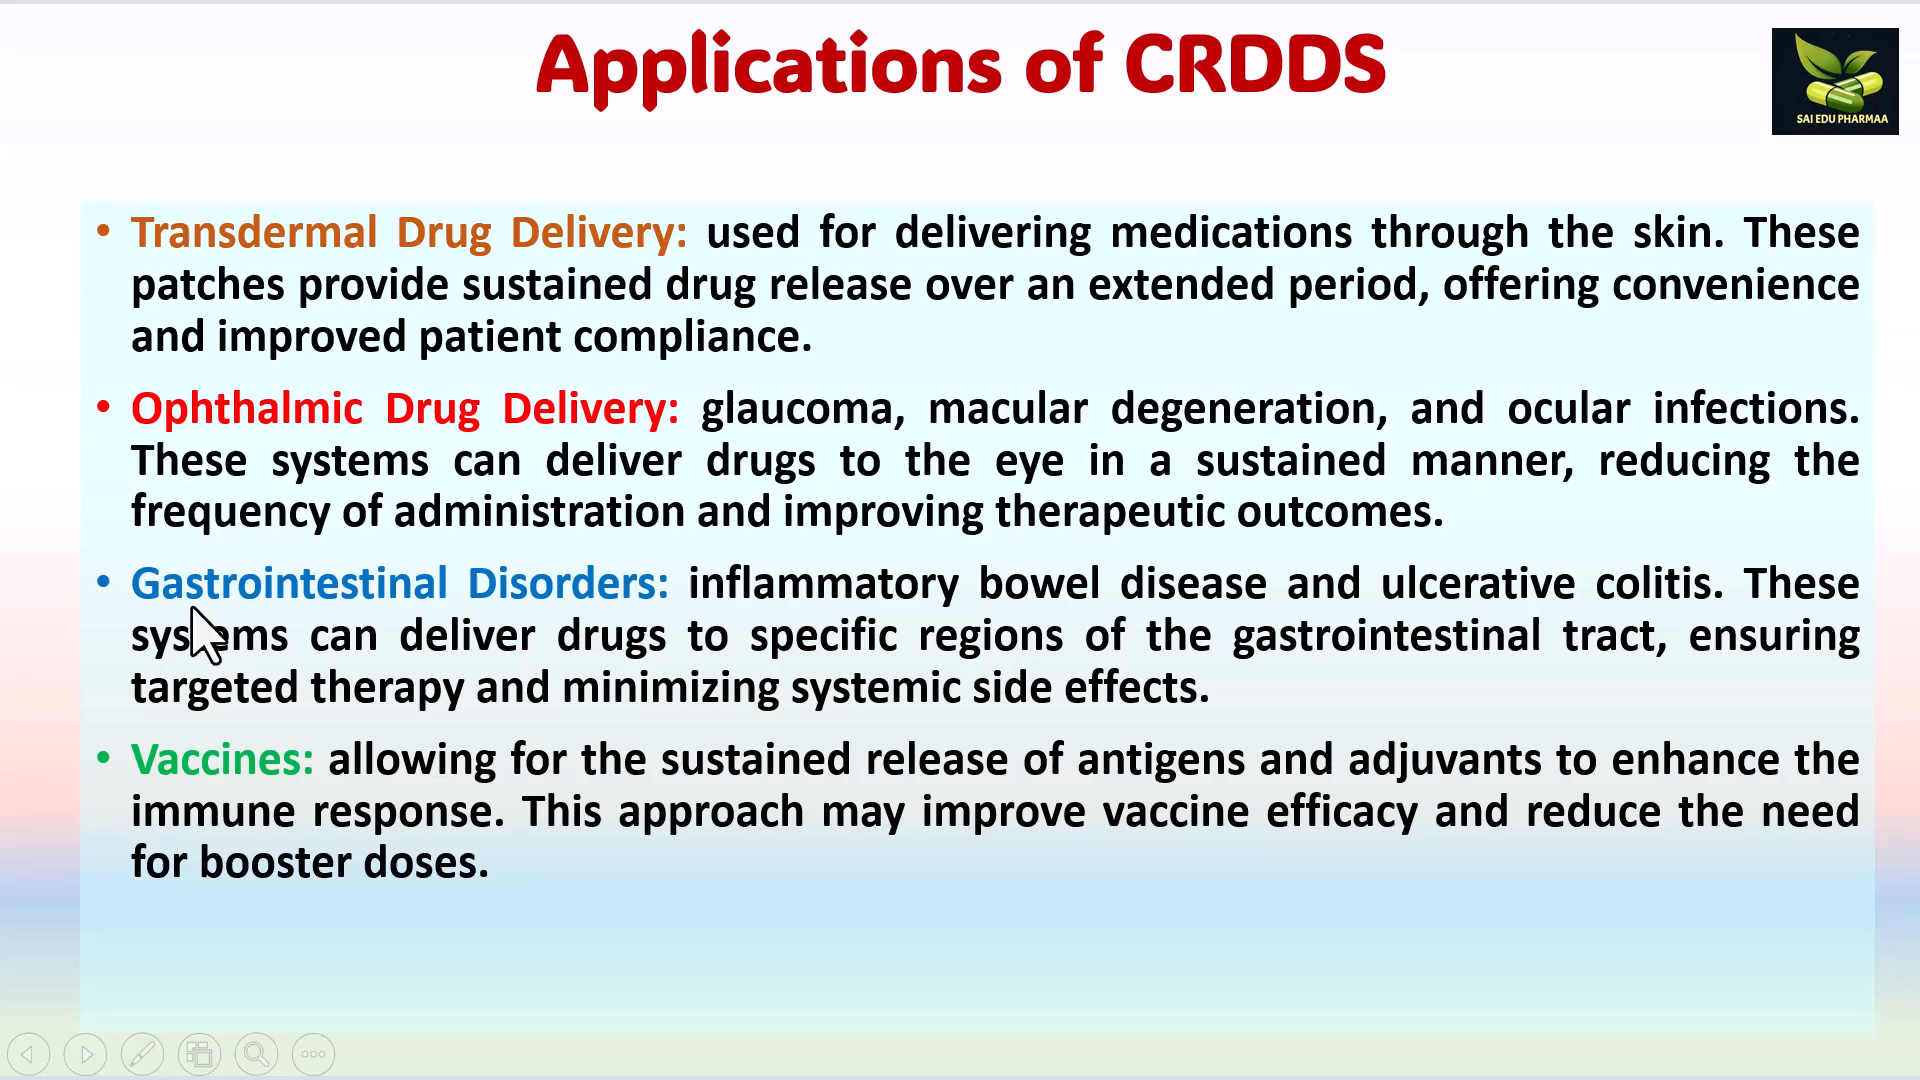 Applications of CRDDS
SAI EDU PHARMAA
• Transdermal Drug Delivery: used for delivering medications through the skin. These
patches provide sustained drug release over an extended period, offering convenience
and improved patient compliance.
• Ophthalmic Drug Delivery: glaucoma, macular degeneration, and ocular infections.
These systems can deliver drugs to the eye in a sustained manner, reducing the
frequency of administration and improving therapeutic outcomes.
• Gastrointestinal Disorders: inflammatory bowel disease and ulcerative colitis. These
systems can deliver drugs to specific regions of the gastrointestinal tract, ensuring
targeted therapy and minimizing systemic side effects.
• Vaccines: allowing for the sustained release of antigens and adjuvants to enhance the
immune response. This approach may improve vaccine efficacy and reduce the need
for booster doses.